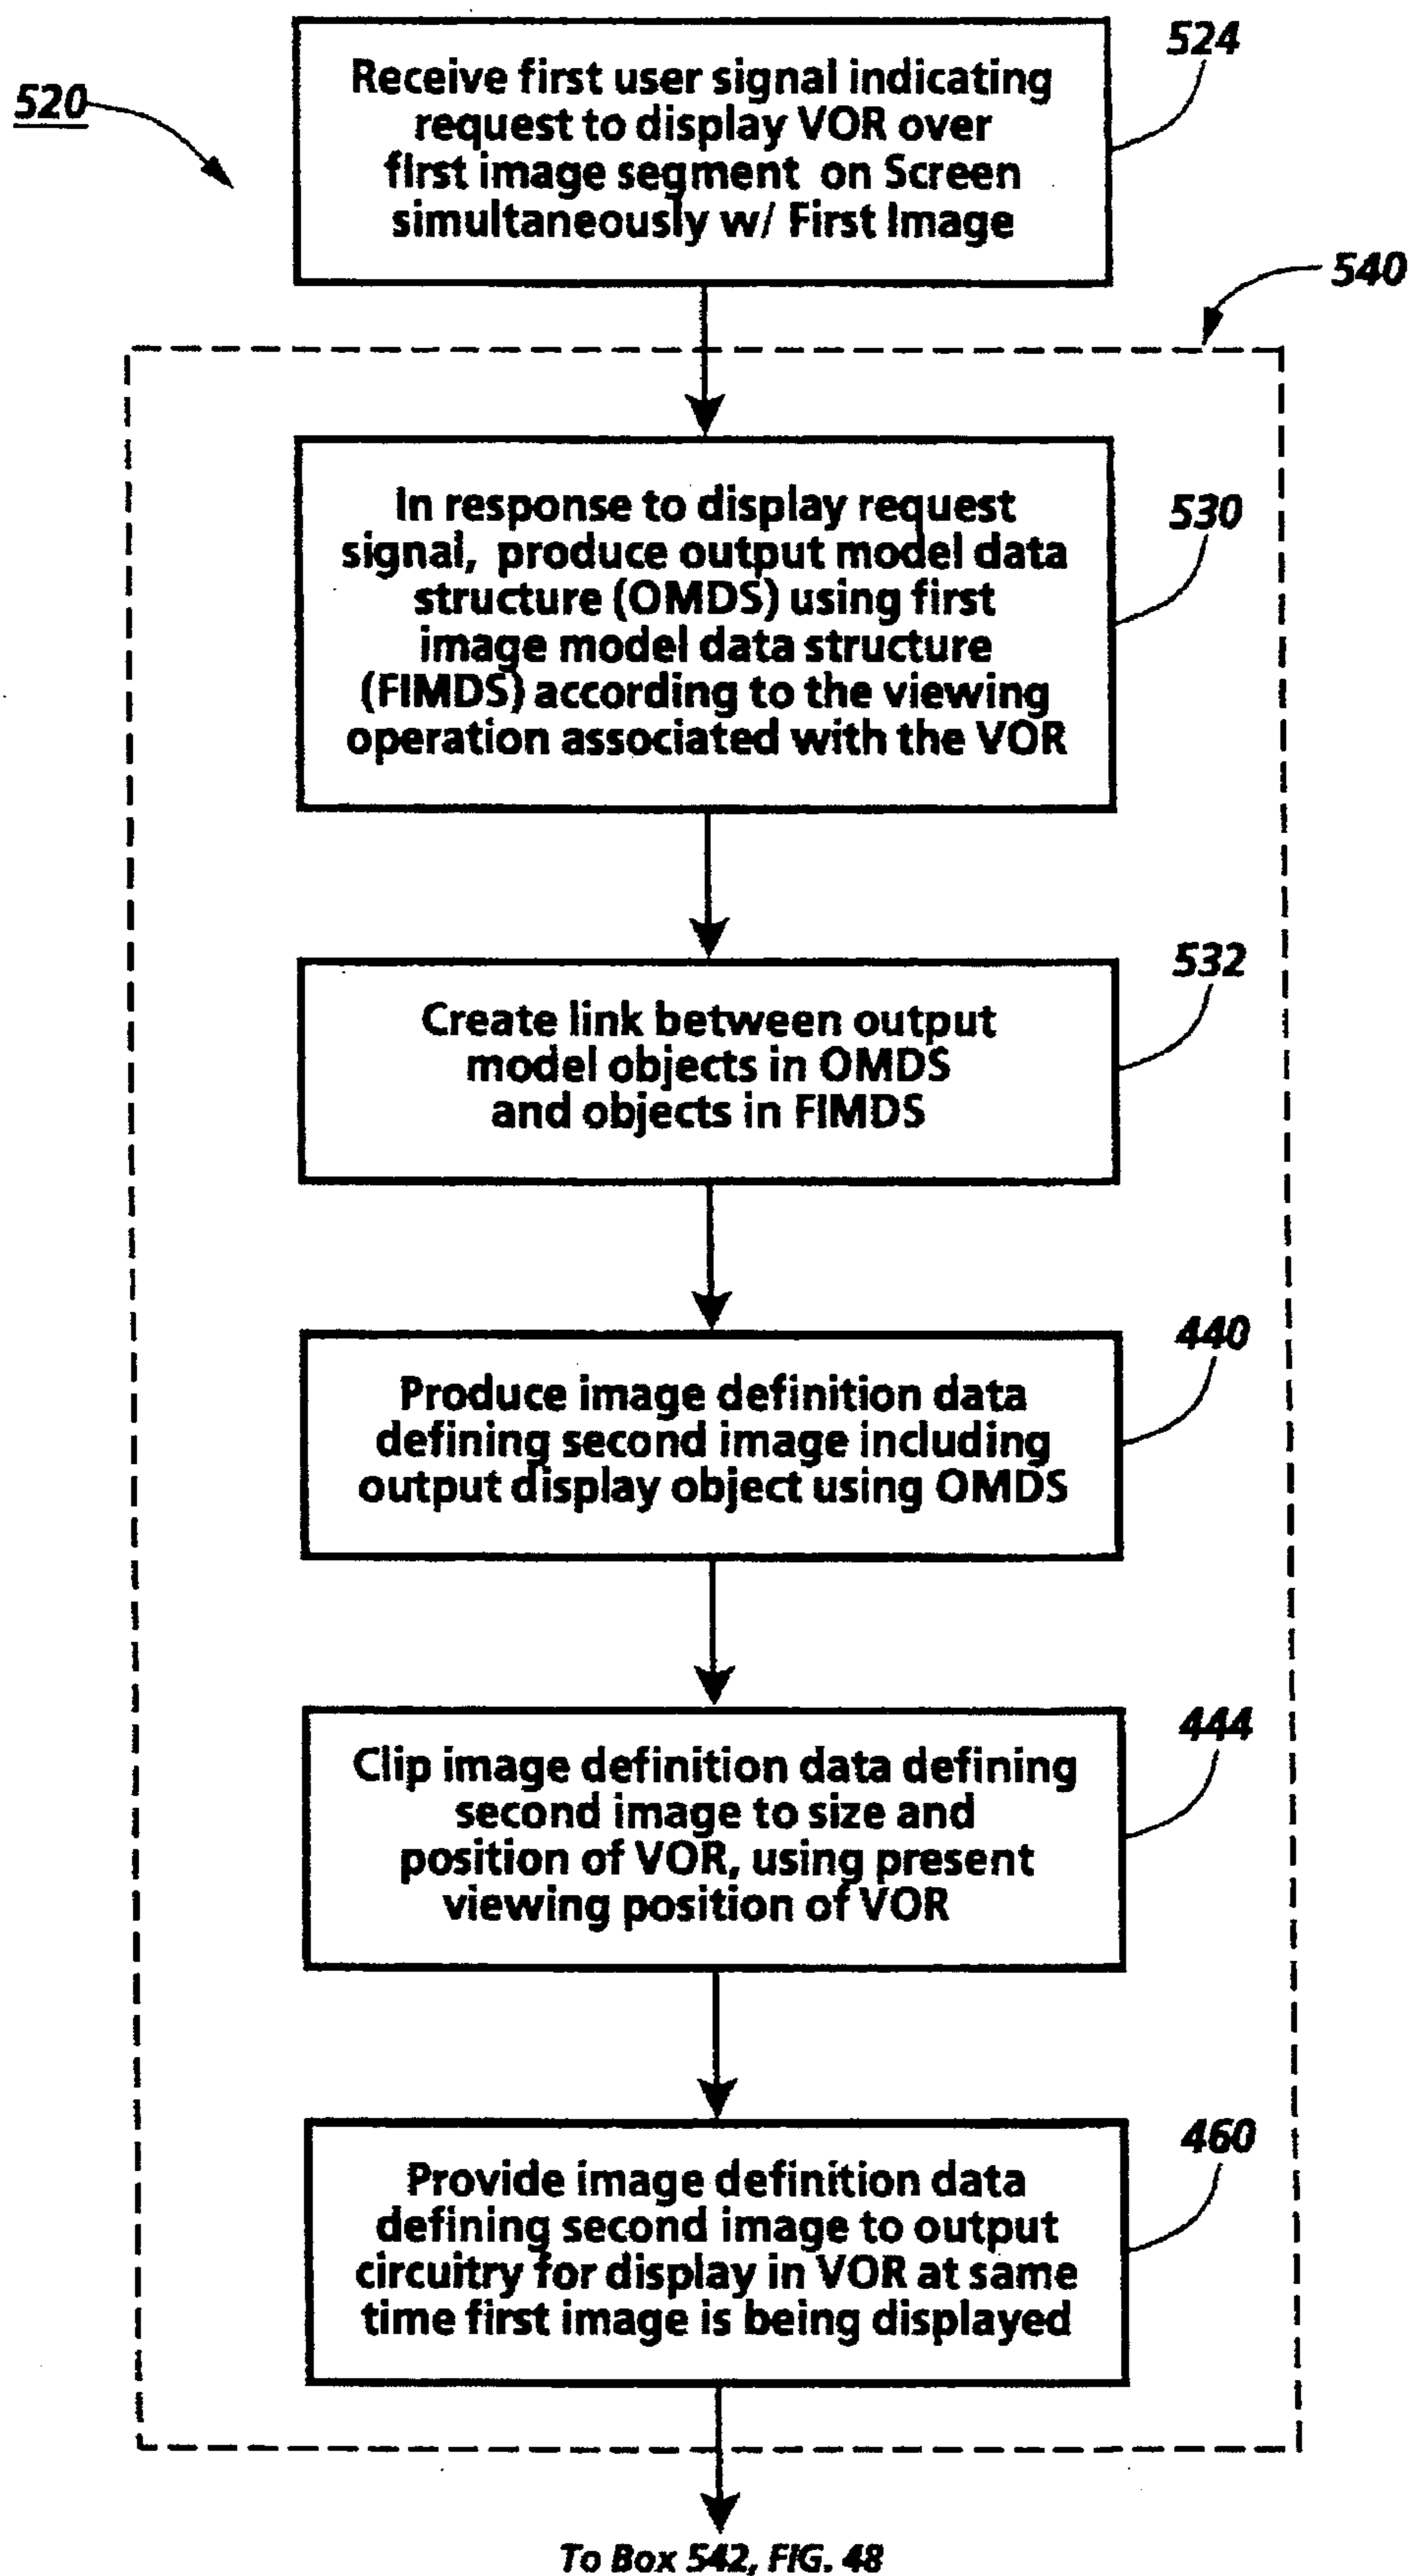 520
524
Receive first user signal indicating
request to display VOR over
first image segment on Screen
simultaneously w/ First Image
540
530
In response to display request
signal, produce output model data
structure (OMDS) using first
image model data structure
(FIMDS) according to the viewing
operation associated with the VOR
532
Create link between output
model objects in OMDS
and objects in FIMDS
440
Produce image definition data
defining second image including
output display object using OMDS
444
Clip image definition data defining
second image to size and
position of VOR, using present
viewing position of VOR
460
Provide image definition data
defining second image to output
circuitry for display in VOR at same
time first image is being displayed
To Box 542, FIG. 48